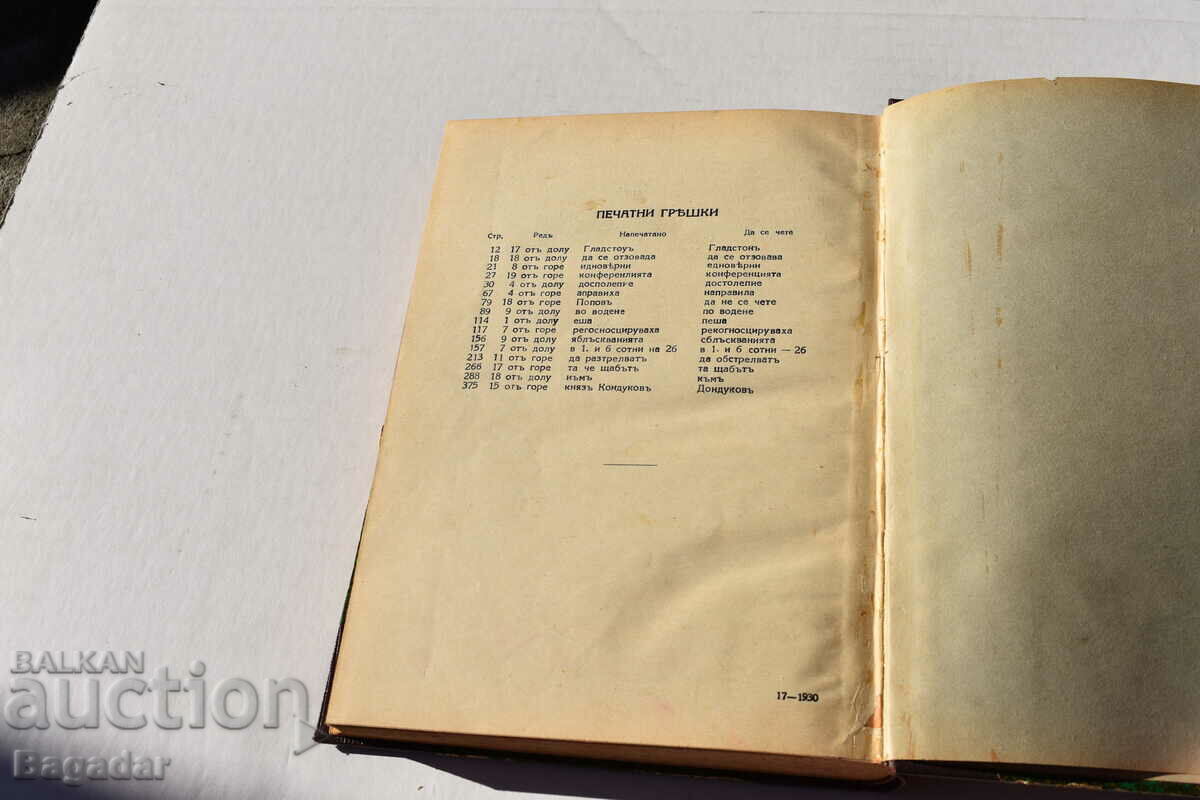 ПЕЧАТНИ ГРѢШКИ
Стр. Редъ Напечатано Да се чете
12 17 отъ долу Гладстоуъ Гладстонъ
18 18 отъ долу да се отзовада да се отзовава
21 8 отъ горе идновѣрни едновѣрни
27 19 отъ горе конференлията конференцията
30 4 отъ долу досполепие достолепие
67 4 отъ горе аправиха направила
79 18 отъ горе Поповъ да не се чете
89 9 отъ долу во водене по водене
114 1 отъ долу еша пеша
117 7 отъ горе регосносцируваха рекогносцируваха
156 9 отъ долу яблъскванията сблъскванията
157 7 отъ долу в 1. и 6 сотни на 26 в 1. и 6 сотни — 26
213 11 отъ горе да разтрелватъ да обстрелватъ
266 17 отъ горе та че щабътъ та щабътъ
288 18 отъ долу нъмъ къмъ
375 15 отъ горе князъ Кондуковъ Дондуковъ
17—1930
BALKAN
auction
Bagadar